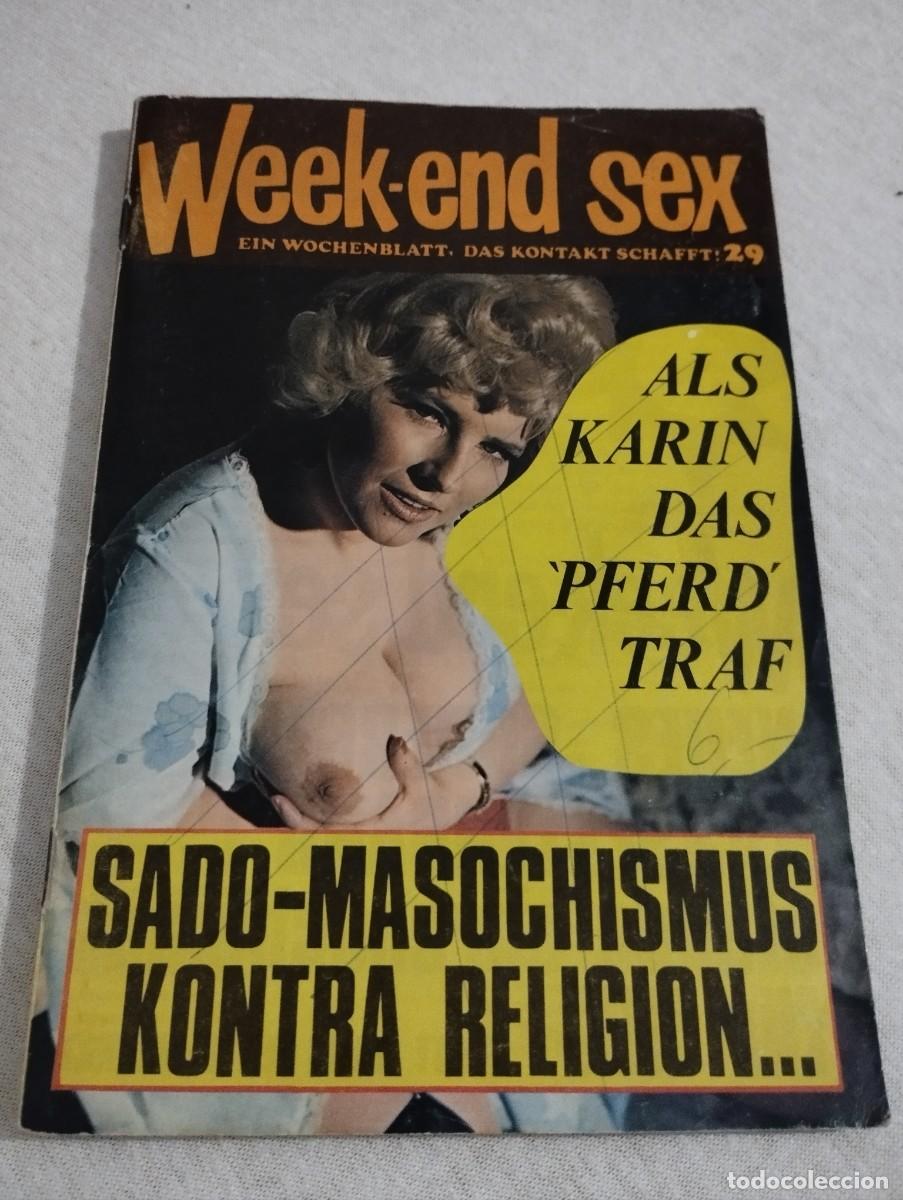 Week-end sex
EIN WOCHENBLATT, DAS KONTAKT SCHAFFT! 29
ALS
KARIN
DAS
'PFERD'
TRAF
6,-
SADO-MASOCHISMUS
KONTRA RELIGION...
todocoleccion